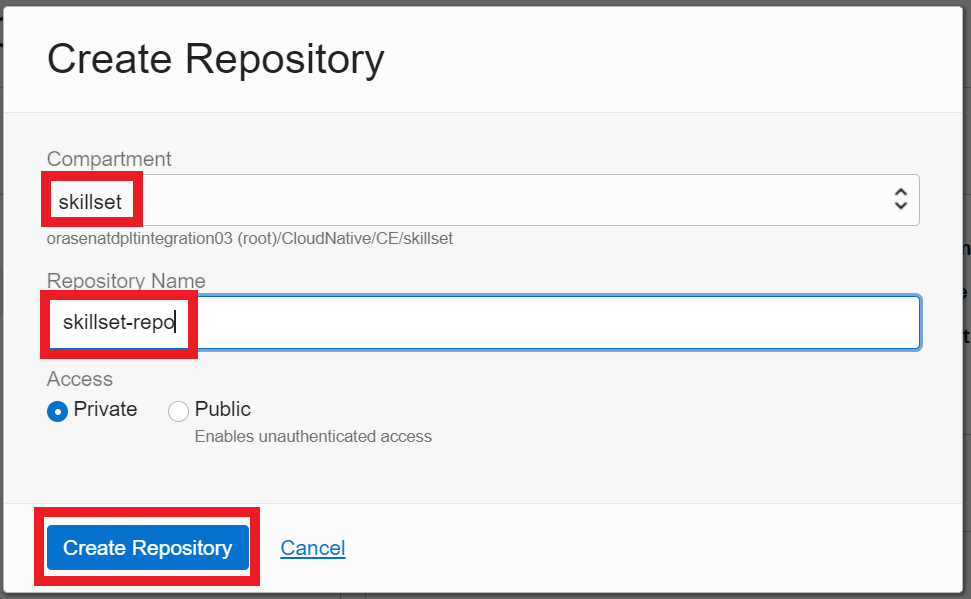 Create Repository
Compartment
skillset
orasenatdpltintegration03 (root)/CloudNative/CE/skillset
Repository Name
skillset-repo
Access
Private Public
Enables unauthenticated access
Create Repository Cancel